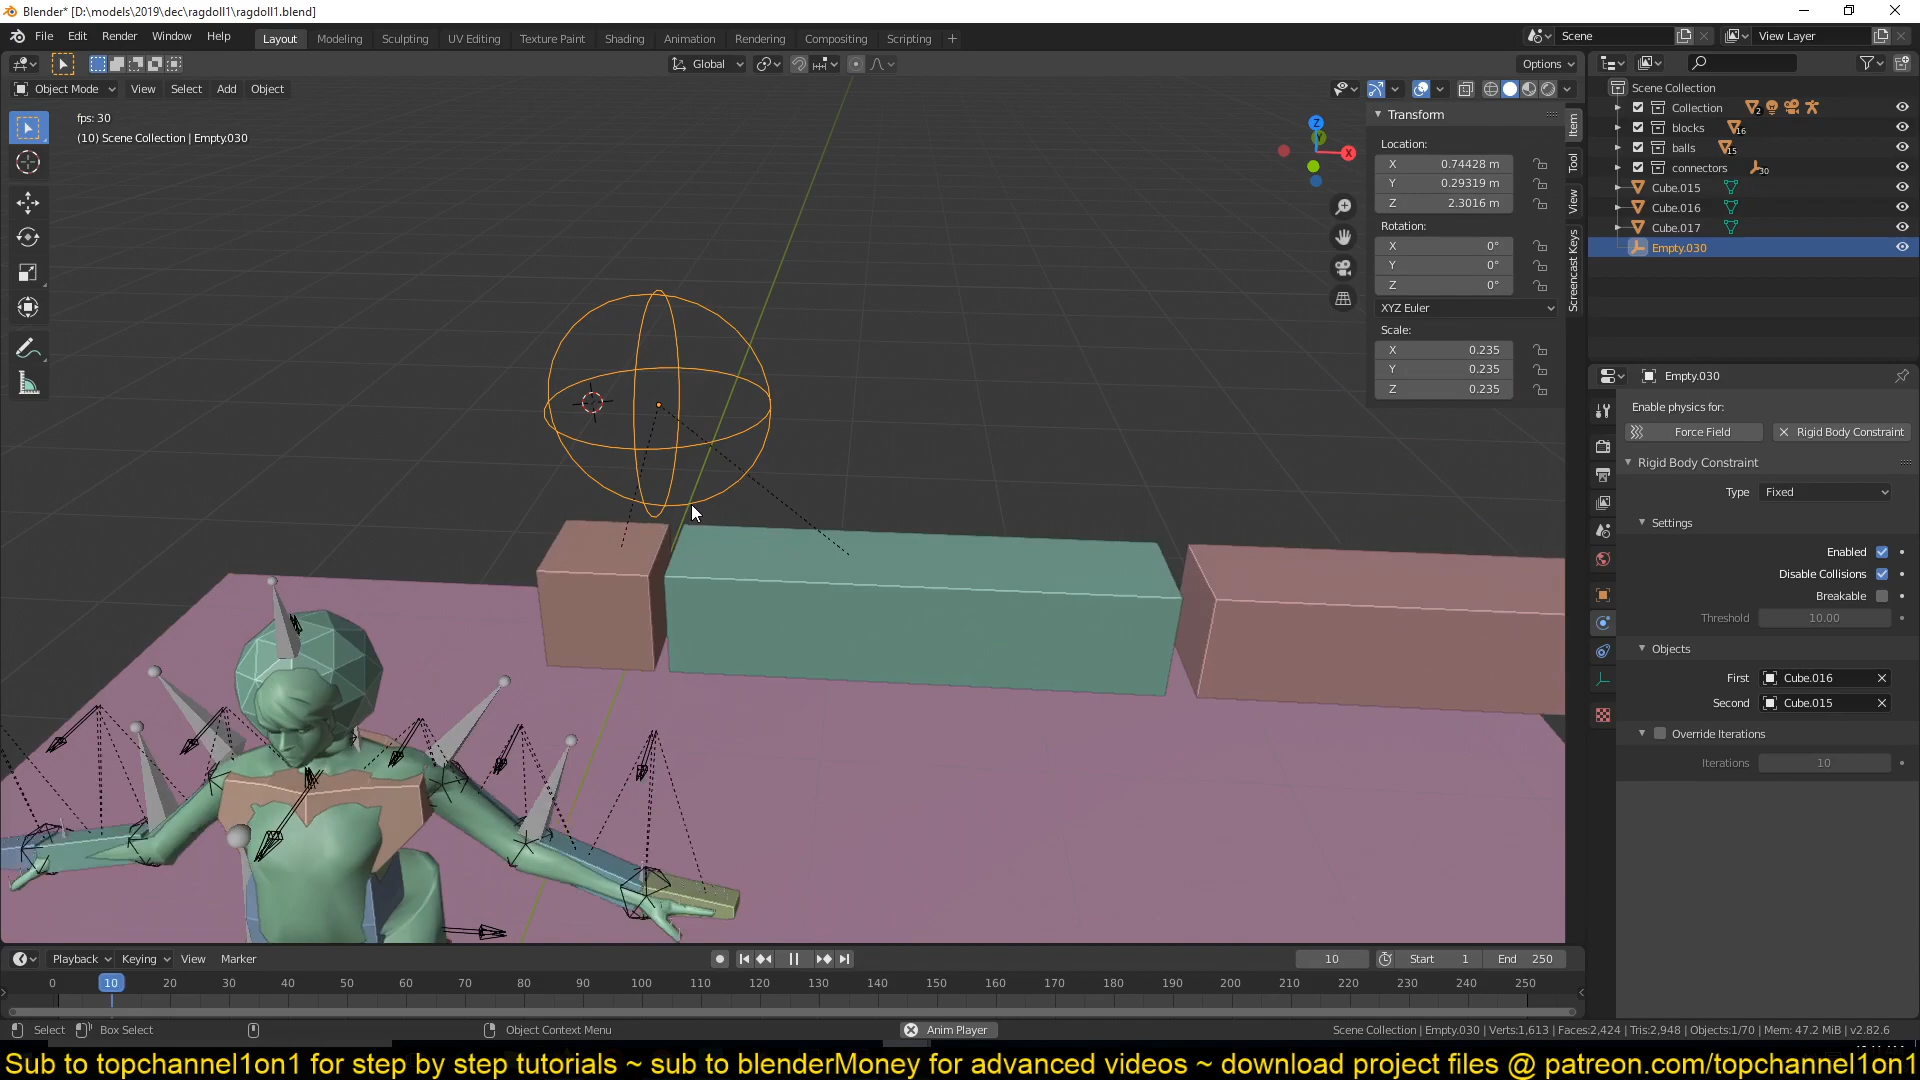 Blender* [D:\models\2019\dec\ragdoll1\ragdoll1.blend]
File Edit Render Window Help
Layout Modeling Sculpting UV Editing Texture Paint Shading Animation Rendering Compositing Scripting +
Scene
View Layer
Global
Options
Object Mode View Select Add Object
fps: 30
(10) Scene Collection | Empty.030
Z
Y
X
Transform
Location:
X 0.74428 m
Y 0.29319 m
Z 2.3016 m
Rotation:
X 0°
Y 0°
Z 0°
XYZ Euler
Scale:
X 0.235
Y 0.235
Z 0.235
Item
Tool
View
Screencast Keys
Scene Collection
Collection 2
blocks 16
balls 15
connectors 30
Cube.015
Cube.016
Cube.017
Empty.030
Empty.030
Enable physics for:
Force Field
Rigid Body Constraint
Rigid Body Constraint
Type Fixed
Settings
Enabled
Disable Collisions
Breakable
Threshold 10.00
Objects
First Cube.016
Second Cube.015
Override Iterations
Iterations 10
Playback Keying View Marker
10
Start 1
End 250
0 10 20 30 40 50 60 70 80 90 100 110 120 130 140 150 160 170 180 190 200 210 220 230 240 250
Select
Box Select
Object Context Menu
Anim Player
Scene Collection | Empty.030 | Verts:1,613 | Faces:2,424 | Tris:2,948 | Objects:1/70 | Mem: 47.2 MiB | v2.82.6
Sub to topchannel1on1 for step by step tutorials ~ sub to blenderMoney for advanced videos ~ download project files @ patreon.com/topchannel1on1